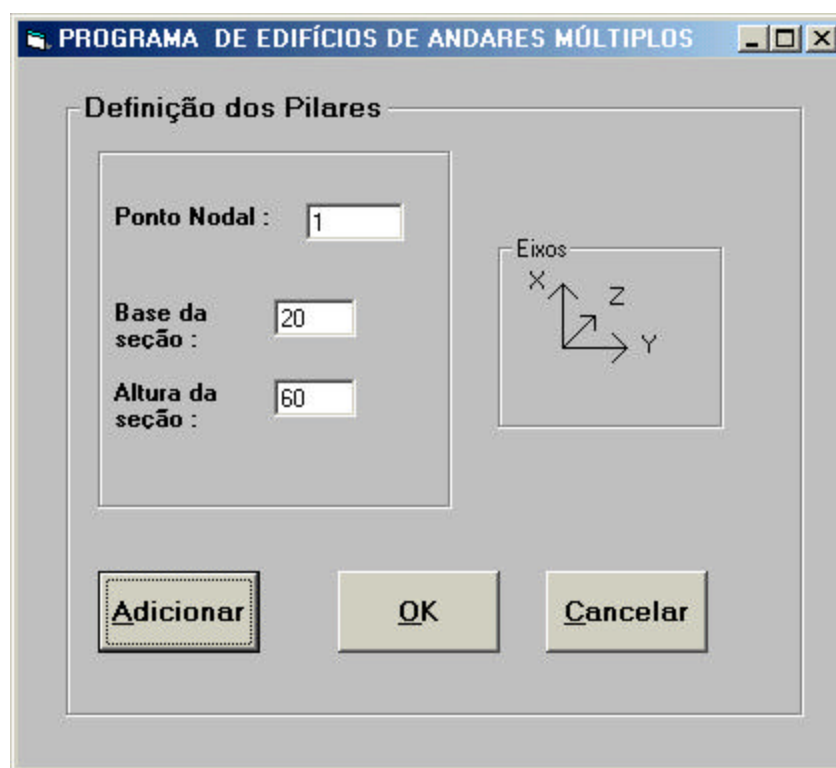 PROGRAMA DE EDIFÍCIOS DE ANDARES MÚLTIPLOS
Definição dos Pilares
Ponto Nodal : 1
Base da
seção : 20
Altura da
seção : 60
Eixos
X
Z
Y
Adicionar
OK
Cancelar